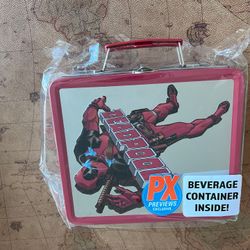 DEADPOOL
PX
PREVIEWS
EXCLUSIVE
BEVERAGE
CONTAINER
INSIDE!